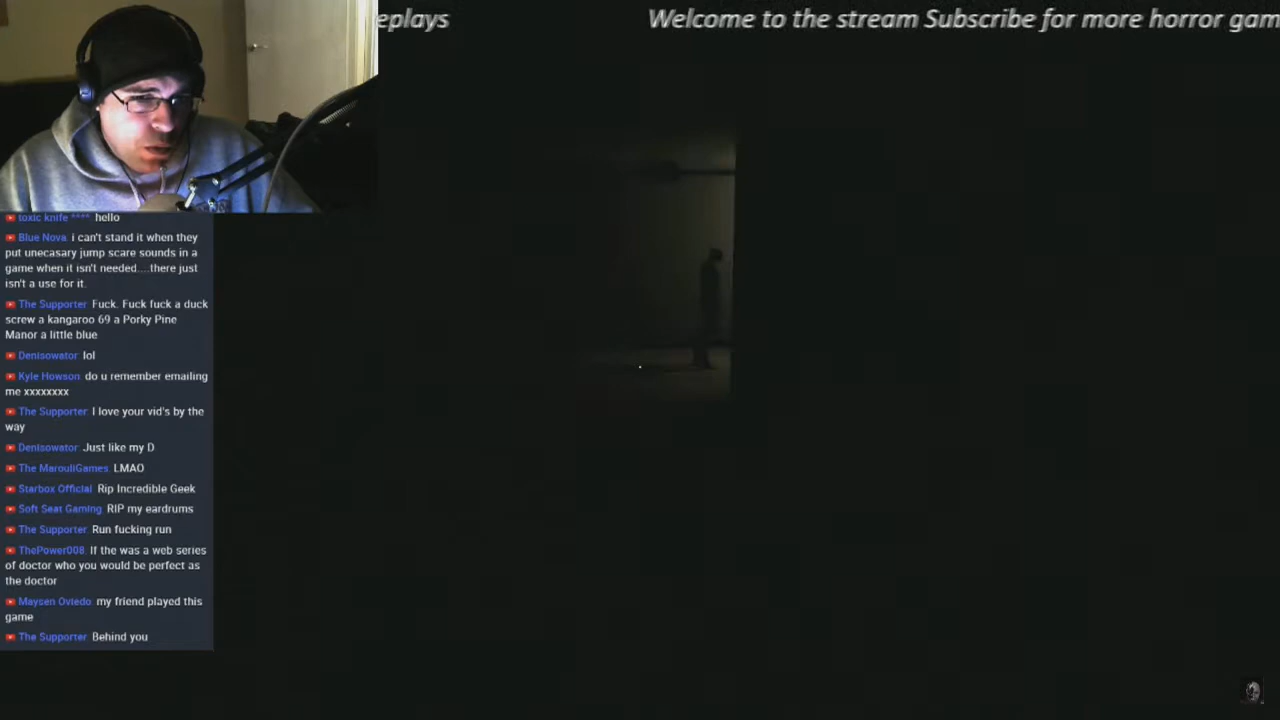 eplays Welcome to the stream Subscribe for more horror gam
toxic knife **** hello
Blue Nova i can't stand it when they
put unecasary jump scare sounds in a
game when it isn't needed....there just
isn't a use for it.
The Supporter Fuck. Fuck fuck a duck
screw a kangaroo 69 a Porky Pine
Manor a little blue
Denisowator lol
Kyle Howson do u remember emailing
me xxxxxxxx
The Supporter I love your vid's by the
way
Denisowator Just like my D
The MarouliGames LMAO
Starbox Official Rip Incredible Geek
Soft Seat Gaming RIP my eardrums
The Supporter Run fucking run
ThePower008 If the was a web series
of doctor who you would be perfect as
the doctor
Maysen Oviedo my friend played this
game
The Supporter Behind you